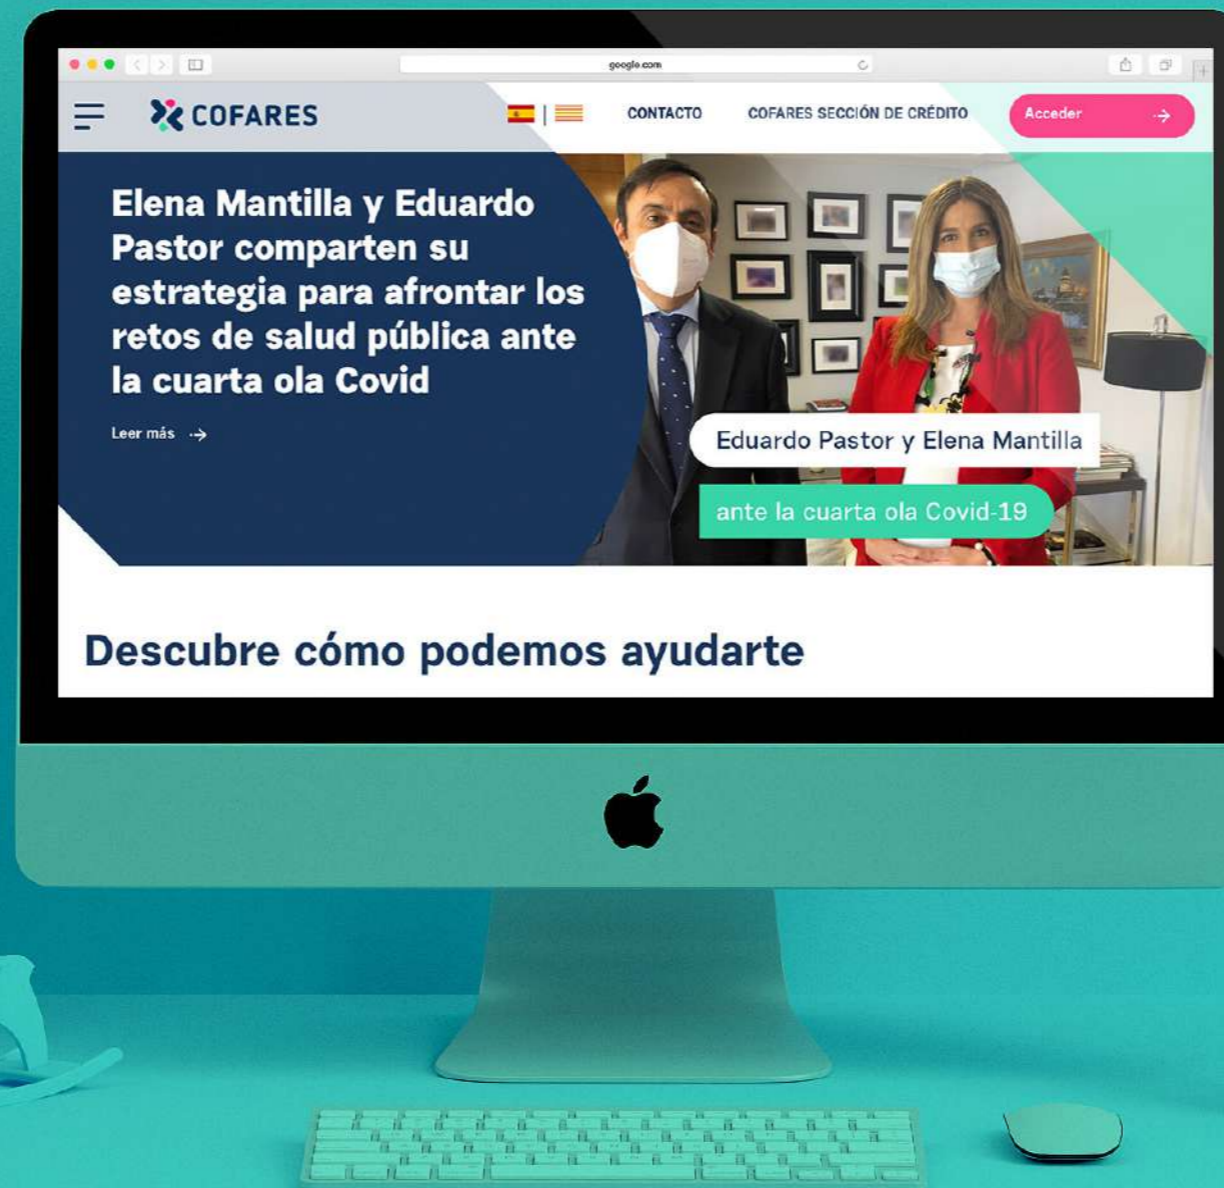 google.com
COFARES
CONTACTO
COFARES SECCIÓN DE CRÉDITO
Acceder
Elena Mantilla y Eduardo
Pastor comparten su
estrategia para afrontar los
retos de salud pública ante
la cuarta ola Covid
Leer más
Eduardo Pastor y Elena Mantilla
ante la cuarta ola Covid-19
Descubre cómo podemos ayudarte